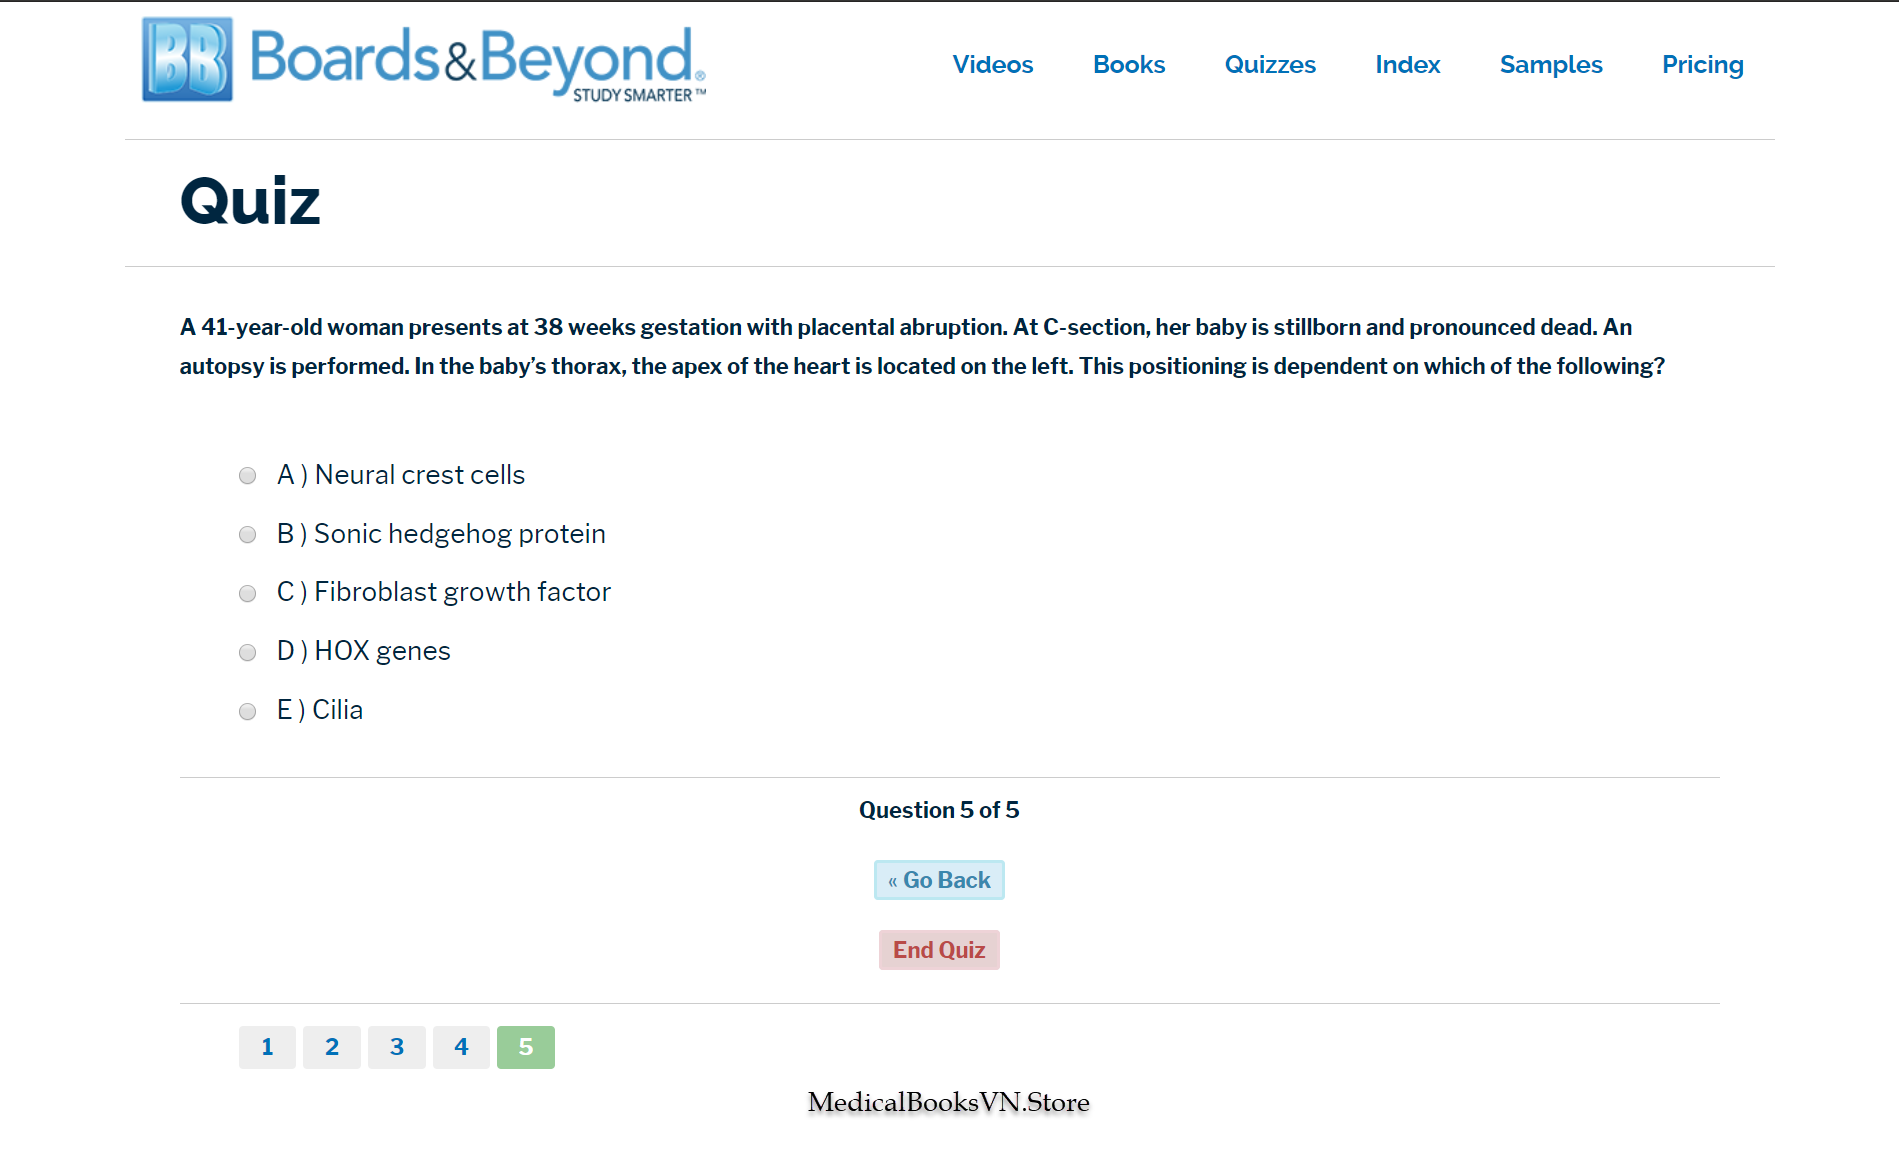 BB Boards&Beyond®
STUDY SMARTER™
Videos Books Quizzes Index Samples Pricing
Quiz
A 41-year-old woman presents at 38 weeks gestation with placental abruption. At C-section, her baby is stillborn and pronounced dead. An
autopsy is performed. In the baby’s thorax, the apex of the heart is located on the left. This positioning is dependent on which of the following?
A ) Neural crest cells
B ) Sonic hedgehog protein
C ) Fibroblast growth factor
D ) HOX genes
E ) Cilia
Question 5 of 5
« Go Back
End Quiz
1 2 3 4 5
MedicalBooksVN.Store